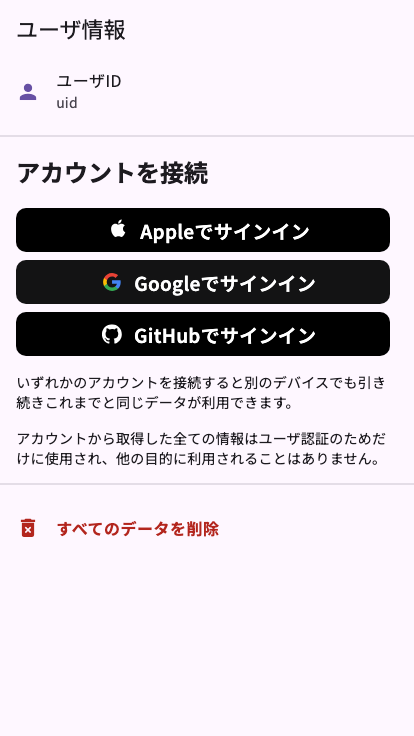 ユーザ情報
ユーザID
uid
アカウントを接続
Appleでサインイン
Googleでサインイン
GitHubでサインイン
いずれかのアカウントを接続すると別のデバイスでも引き
続きこれまでと同じデータが利用できます。
アカウントから取得した全ての情報はユーザ認証のためだ
けに使用され、他の目的に利用されることはありません。
すべてのデータを削除